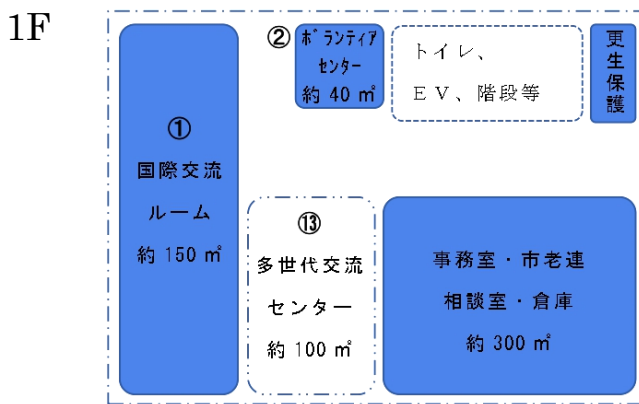 1F
①
国際交流
ルーム
約 150 ㎡
②
ボランティア
センター
約 40 ㎡
トイレ、
ＥＶ、階段等
更生保護
⑬
多世代交流
センター
約 100 ㎡
事務室・市老連
相談室・倉庫
約 300 ㎡